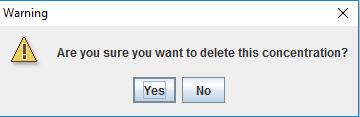 Warning
Are you sure you want to delete this concentration?
Yes No